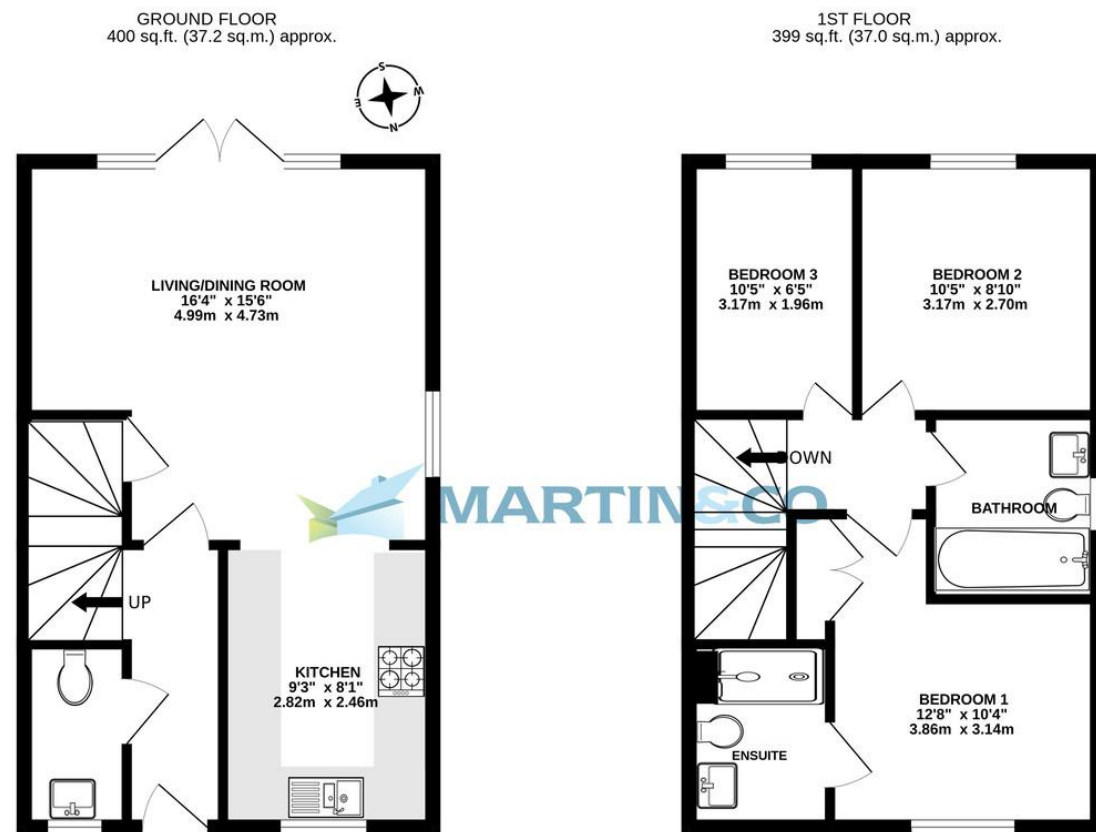 GROUND FLOOR
400 sq.ft. (37.2 sq.m.) approx.
S
W
E
N
LIVING/DINING ROOM
16'4" x 15'6"
4.99m x 4.73m
UP
KITCHEN
9'3" x 8'1"
2.82m x 2.46m
MARTIN&CO
1ST FLOOR
399 sq.ft. (37.0 sq.m.) approx.
BEDROOM 3
10'5" x 6'5"
3.17m x 1.96m
BEDROOM 2
10'5" x 8'10"
3.17m x 2.70m
DOWN
BATHROOM
BEDROOM 1
12'8" x 10'4"
3.86m x 3.14m
ENSUITE